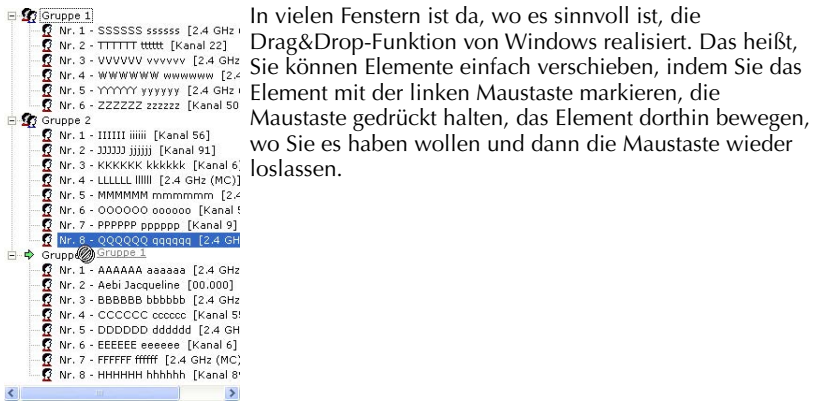 Gruppe 1
Nr. 1 - SSSSSS ssssss [2.4 GHz
Nr. 2 - TTTTTT tttttt [Kanal 22]
Nr. 3 - VVVVVV vvvvvv [2.4 GHz
Nr. 4 - WWWWWW wwwwww [2.4
Nr. 5 - YYYYYY yyyyyy [2.4 GHz
Nr. 6 - ZZZZZZ zzzzzz [Kanal 50
Gruppe 2
Nr. 1 - IIIIII iiiiii [Kanal 56]
Nr. 2 - JJJJJJ jjjjjj [Kanal 91]
Nr. 3 - KKKKKK kkkkkk [Kanal 6]
Nr. 4 - LLLLLL llllll [2.4 GHz (MC)]
Nr. 5 - MMMMMM mmmmmm [2.4
Nr. 6 - OOOOOO oooooo [Kanal
Nr. 7 - PPPPPP pppppp [Kanal 9]
Nr. 8 - QQQQQQ qqqqqq [2.4 GH
Gruppe Gruppe 1
Nr. 1 - AAAAAA aaaaaa [2.4 GHz
Nr. 2 - Aebi Jacqueline [00.000]
Nr. 3 - BBBBBB bbbbbb [2.4 GHz
Nr. 4 - CCCCCC cccccc [Kanal
Nr. 5 - DDDDDD dddddd [2.4 GH
Nr. 6 - EEEEEE eeeeee [Kanal 6]
Nr. 7 - FFFFFF ffffff [2.4 GHz (MC)
Nr. 8 - HHHHHH hhhhhh [Kanal
In vielen Fenstern ist da, wo es sinnvoll ist, die
Drag&Drop-Funktion von Windows realisiert. Das heißt,
Sie können Elemente einfach verschieben, indem Sie das
Element mit der linken Maustaste markieren, die
Maustaste gedrückt halten, das Element dorthin bewegen,
wo Sie es haben wollen und dann die Maustaste wieder
loslassen.